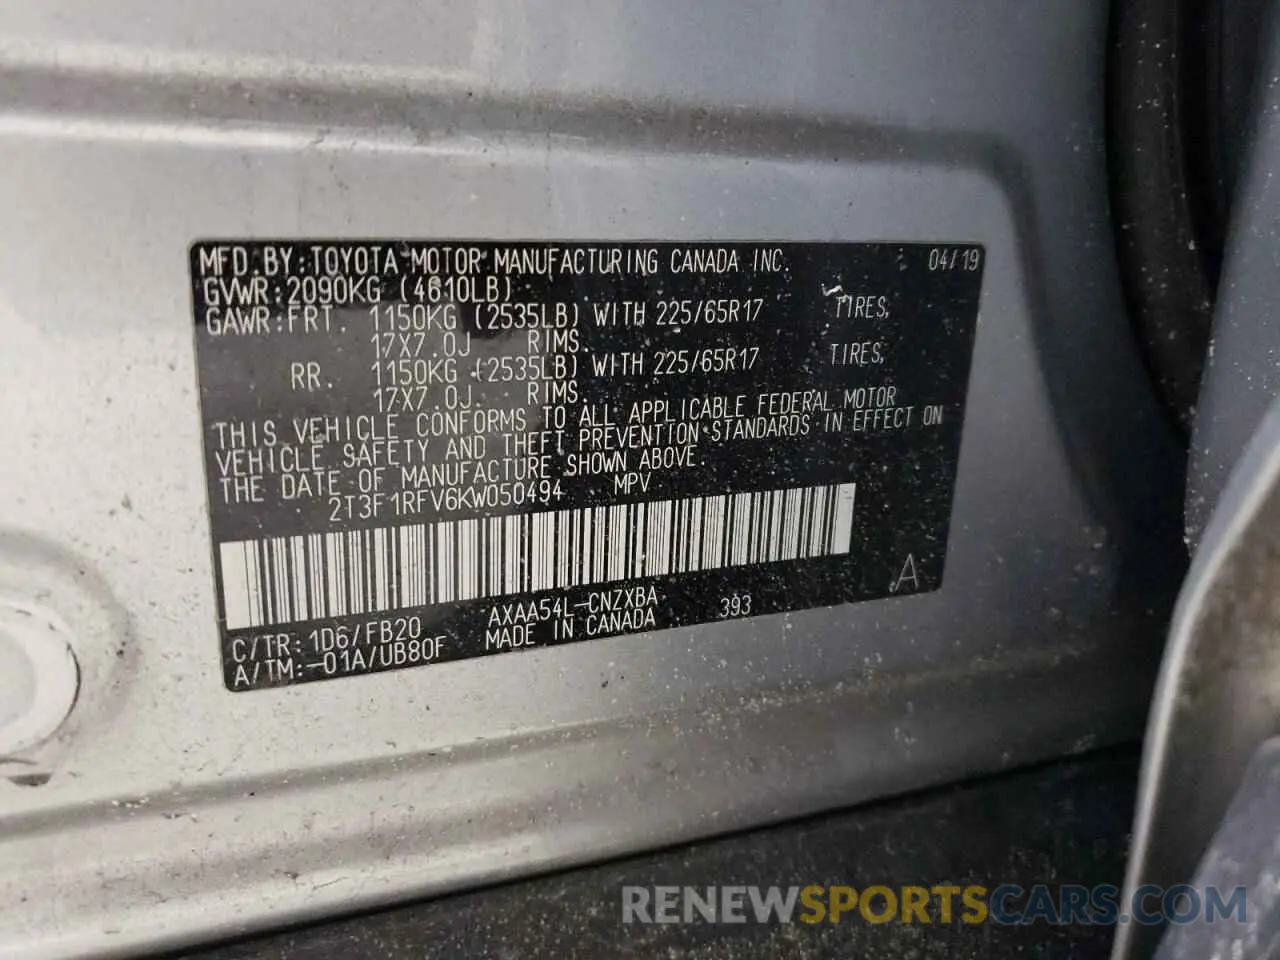 MFD.BY:TOYOTA MOTOR MANUFACTURING CANADA INC. 04/19
GVWR:2090KG (4610LB)
GAWR:FRT. 1150KG (2535LB) WITH 225/65R17 TIRES,
17X7.0J RIMS.
RR. 1150KG (2535LB) WITH 225/65R17 TIRES,
17X7.0J RIMS.
THIS VEHICLE CONFORMS TO ALL APPLICABLE FEDERAL MOTOR
VEHICLE SAFETY AND THEFT PREVENTION STANDARDS IN EFFECT ON
THE DATE OF MANUFACTURE SHOWN ABOVE.
2T3F1RFV6KW050494 MPV
A
C/TR:1D6/FB20 AXAA54L-CNZXBA 393
A/TM:-01A/UB80F MADE IN CANADA
RENEWSPORTSCARS.COM